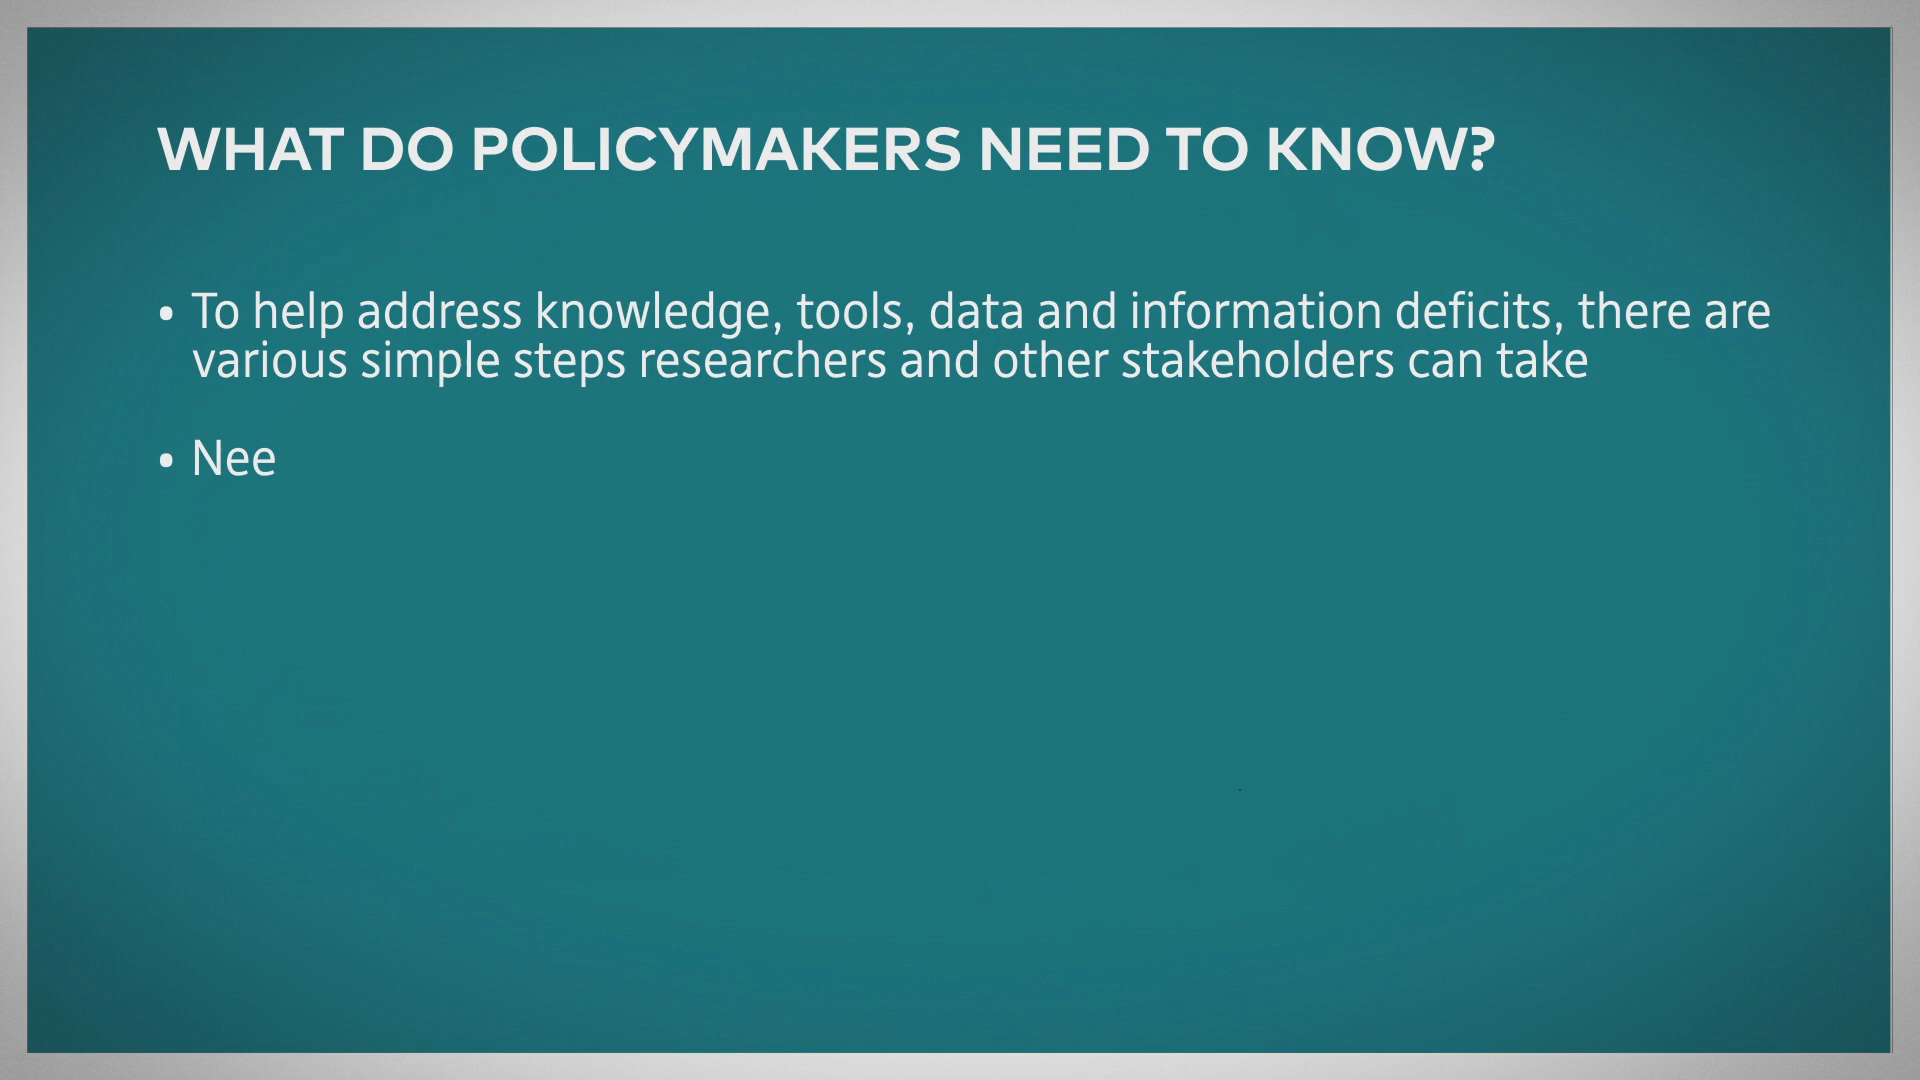 WHAT DO POLICYMAKERS NEED TO KNOW?
• To help address knowledge, tools, data and information deficits, there are
various simple steps researchers and other stakeholders can take
• Nee